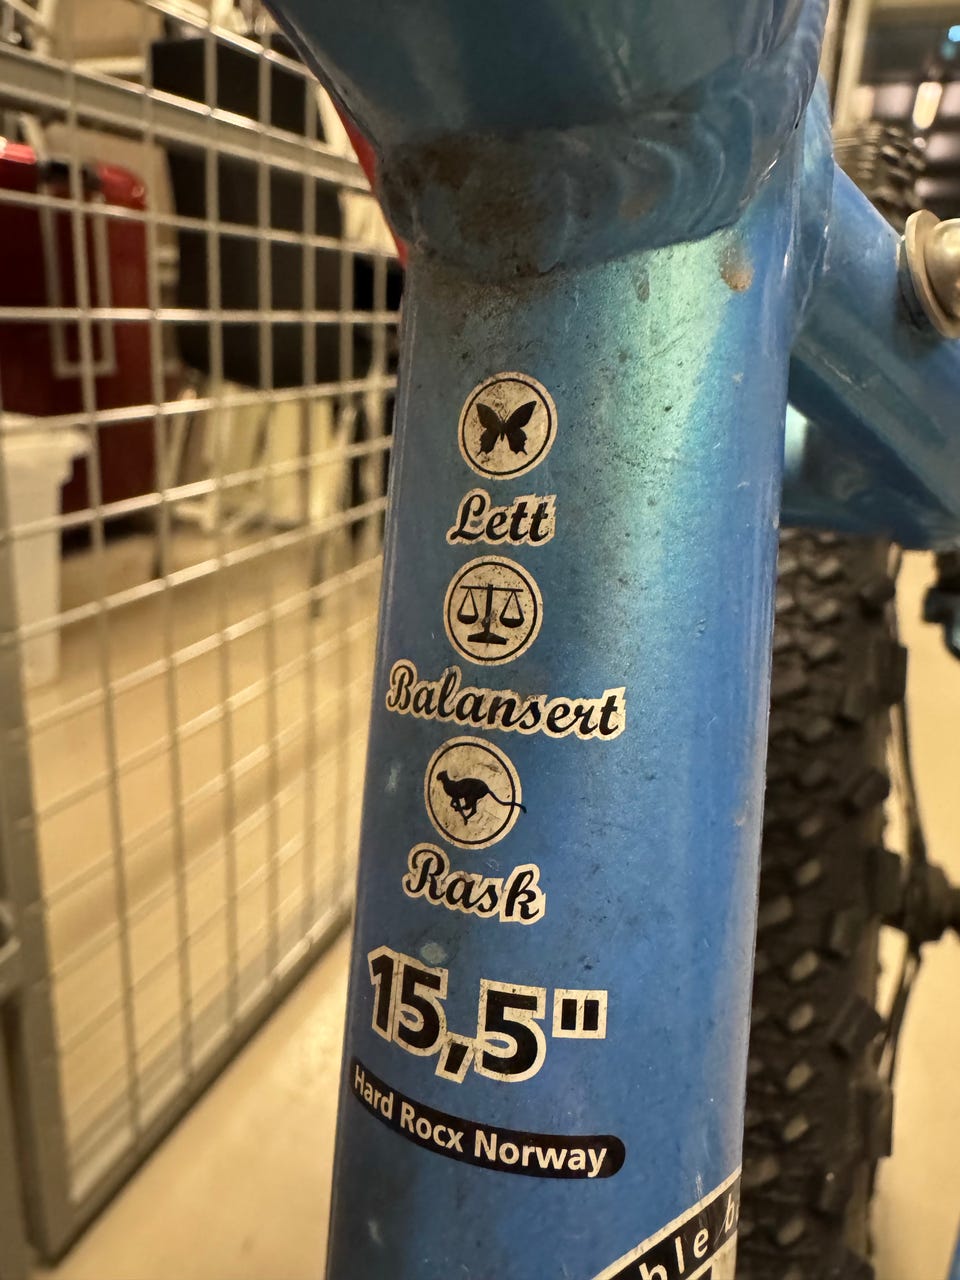 Lett
Balansert
Rask
15,5"
Hard Rocx Norway